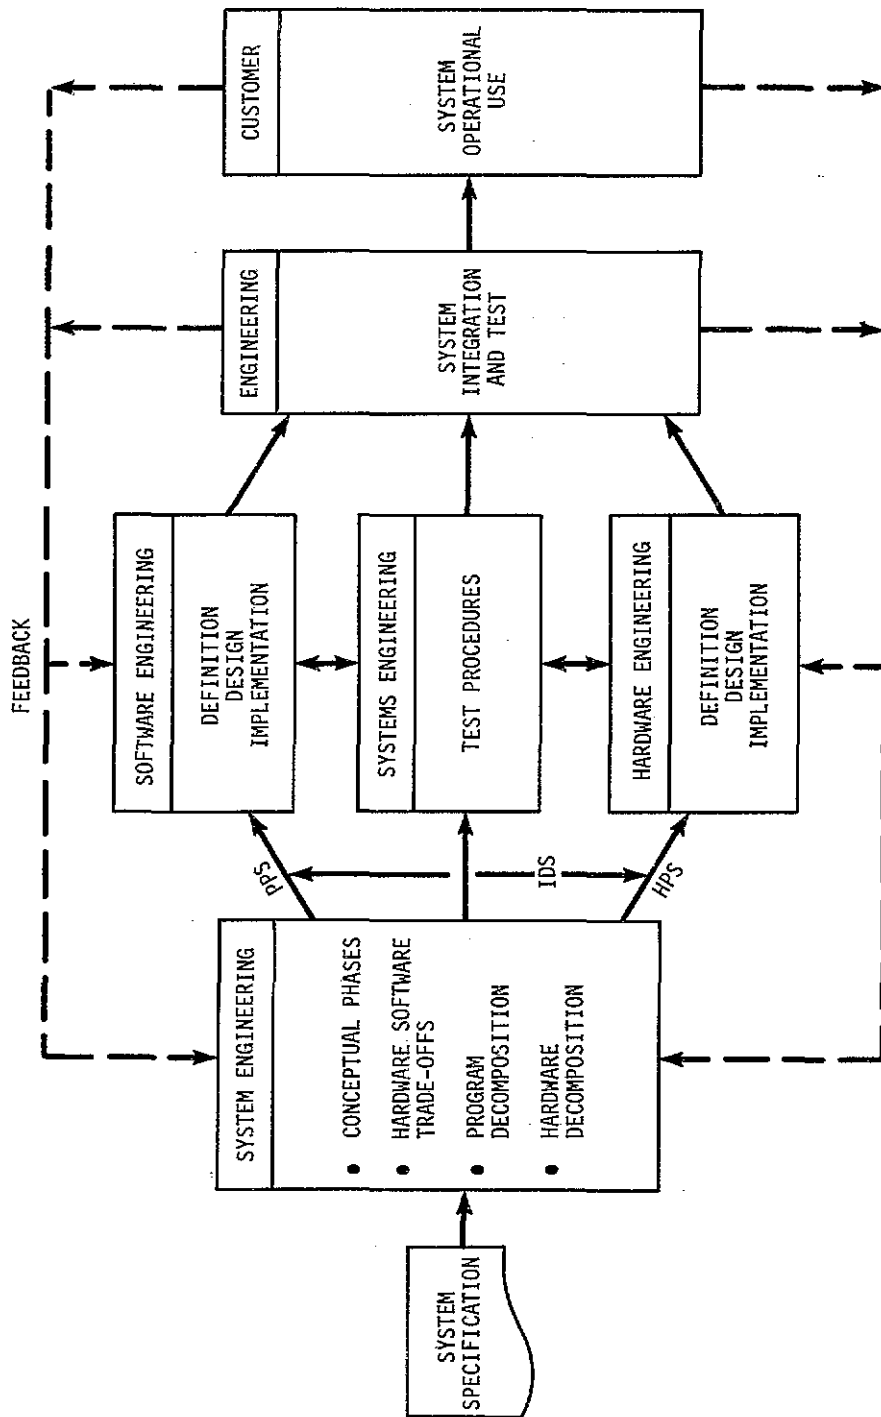 FEEDBACK
SYSTEM
SPECIFICATION
SYSTEM ENGINEERING
• CONCEPTUAL PHASES
• HARDWARE SOFTWARE
TRADE-OFFS
• PROGRAM
DECOMPOSITION
• HARDWARE
DECOMPOSITION
PPS
IDS
HPS
SOFTWARE ENGINEERING
DEFINITION
DESIGN
IMPLEMENTATION
SYSTEMS ENGINEERING
TEST PROCEDURES
HARDWARE ENGINEERING
DEFINITION
DESIGN
IMPLEMENTATION
ENGINEERING
SYSTEM
INTEGRATION
AND TEST
CUSTOMER
SYSTEM
OPERATIONAL
USE